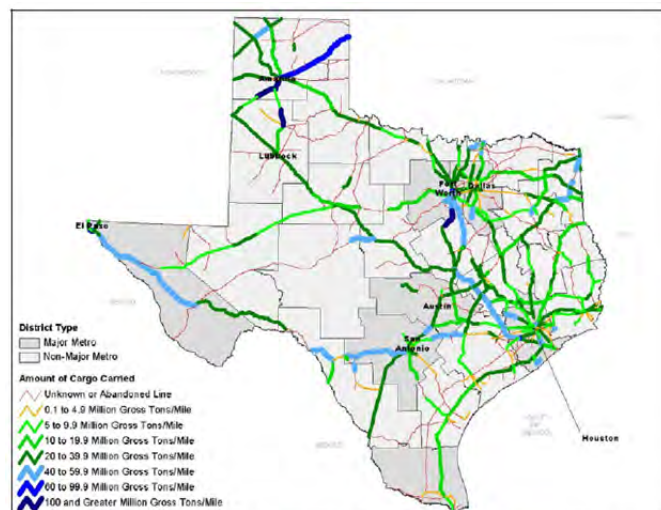 Amarillo
Lubbock
Fort Worth
Dallas
El Paso
Austin
San Antonio
Houston
District Type
Major Metro
Non-Major Metro
Amount of Cargo Carried
Unknown or Abandoned Line
0.1 to 4.9 Million Gross Tons/Mile
5 to 9.9 Million Gross Tons/Mile
10 to 19.9 Million Gross Tons/Mile
20 to 39.9 Million Gross Tons/Mile
40 to 59.9 Million Gross Tons/Mile
60 to 99.9 Million Gross Tons/Mile
100 and Greater Million Gross Tons/Mile